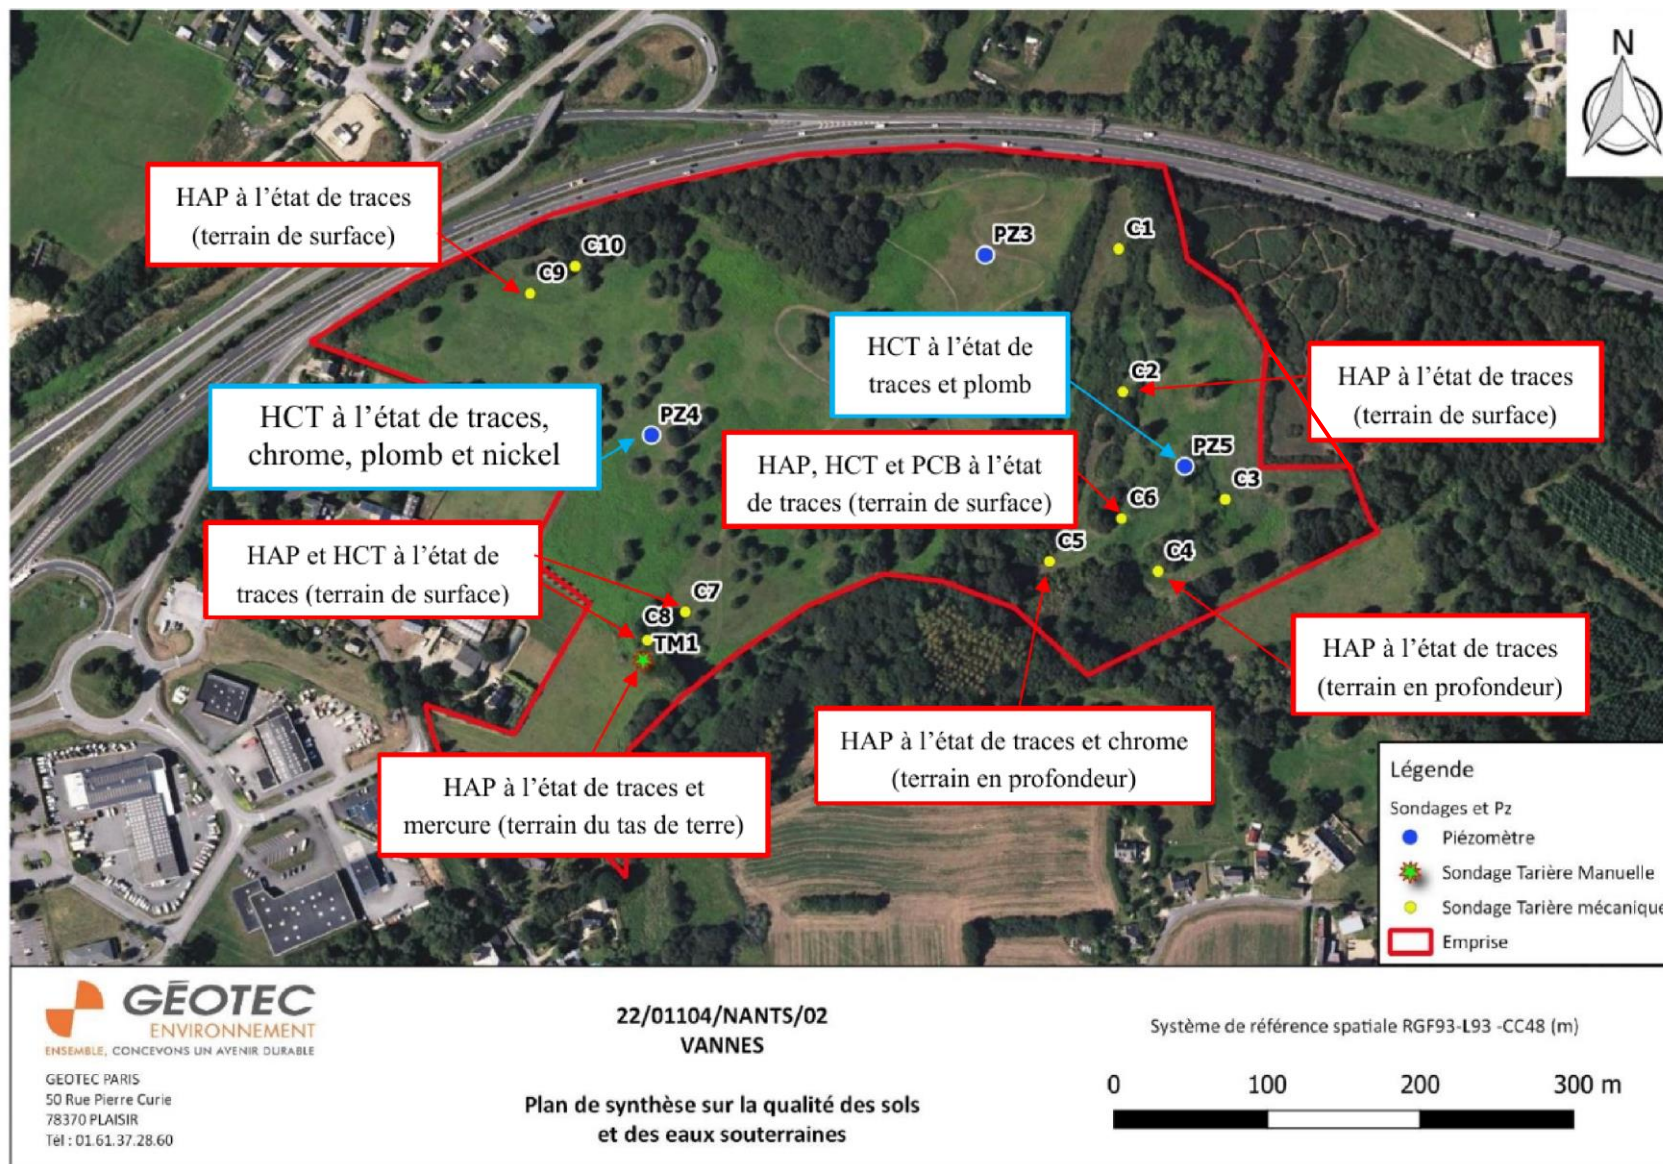 N
HAP à l'état de traces
(terrain de surface)
C10
C9
PZ3
C1
HCT à l'état de
traces et plomb
C2
HAP à l'état de traces
(terrain de surface)
HCT à l'état de traces,
chrome, plomb et nickel
PZ4
HAP, HCT et PCB à l'état
de traces (terrain de surface)
PZ5
C3
C6
C5
C4
HAP et HCT à l'état de
traces (terrain de surface)
C7
C8
TM1
HAP à l'état de traces
(terrain en profondeur)
HAP à l'état de traces et chrome
(terrain en profondeur)
HAP à l'état de traces et
mercure (terrain du tas de terre)
Légende
Sondages et Pz
Piézomètre
Sondage Tarière Manuelle
Sondage Tarière mécanique
Emprise
GÉOTEC
ENVIRONNEMENT
ENSEMBLE, CONCEVONS UN AVENIR DURABLE
GEOTEC PARIS
50 Rue Pierre Curie
78370 PLAISIR
Tél : 01.61.37.28.60
22/01104/NANTS/02
VANNES
Plan de synthèse sur la qualité des sols
et des eaux souterraines
Système de référence spatiale RGF93-L93 -CC48 (m)
0 100 200 300 m